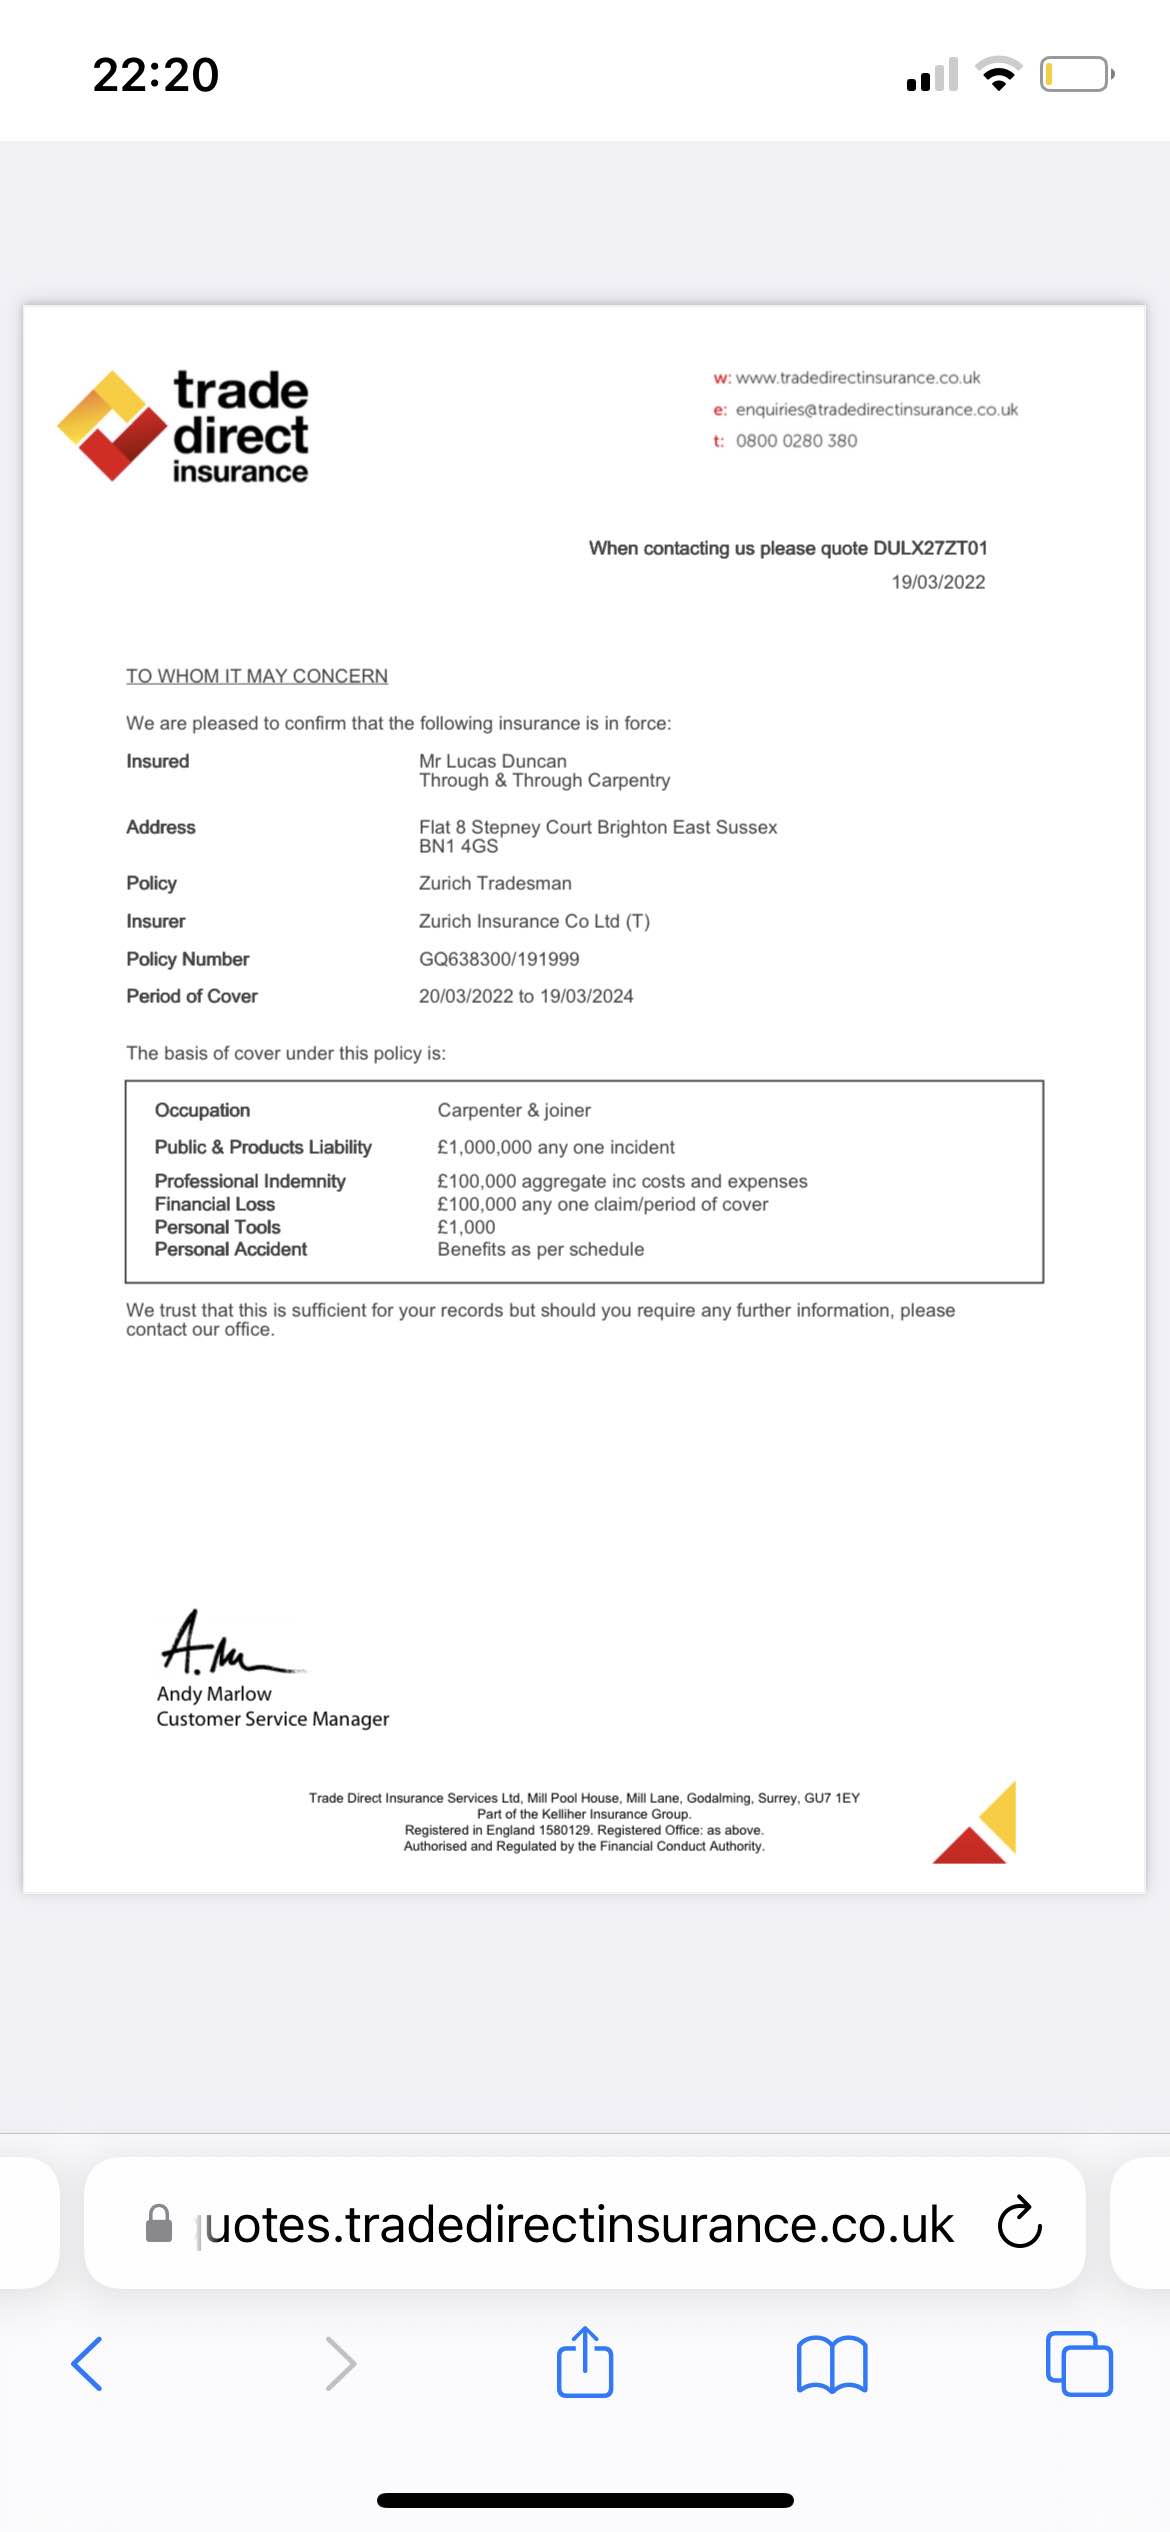 22:20
trade
direct
insurance
w: www.tradedirectinsurance.co.uk
e: enquiries@tradedirectinsurance.co.uk
t: 0800 0280 380
When contacting us please quote DULX27ZT01
19/03/2022
TO WHOM IT MAY CONCERN
We are pleased to confirm that the following insurance is in force:
Insured Mr Lucas Duncan
Through & Through Carpentry
Address Flat 8 Stepney Court Brighton East Sussex
BN1 4GS
Policy Zurich Tradesman
Insurer Zurich Insurance Co Ltd (T)
Policy Number GQ638300/191999
Period of Cover 20/03/2022 to 19/03/2024
The basis of cover under this policy is:
Occupation Carpenter & joiner
Public & Products Liability £1,000,000 any one incident
Professional Indemnity £100,000 aggregate inc costs and expenses
Financial Loss £100,000 any one claim/period of cover
Personal Tools £1,000
Personal Accident Benefits as per schedule
We trust that this is sufficient for your records but should you require any further information, please
contact our office.
A.M
Andy Marlow
Customer Service Manager
Trade Direct Insurance Services Ltd, Mill Pool House, Mill Lane, Godalming, Surrey, GU7 1EY
Part of the Kelliher Insurance Group.
Registered in England 1580129. Registered Office: as above.
Authorised and Regulated by the Financial Conduct Authority.
uotes.tradedirectinsurance.co.uk